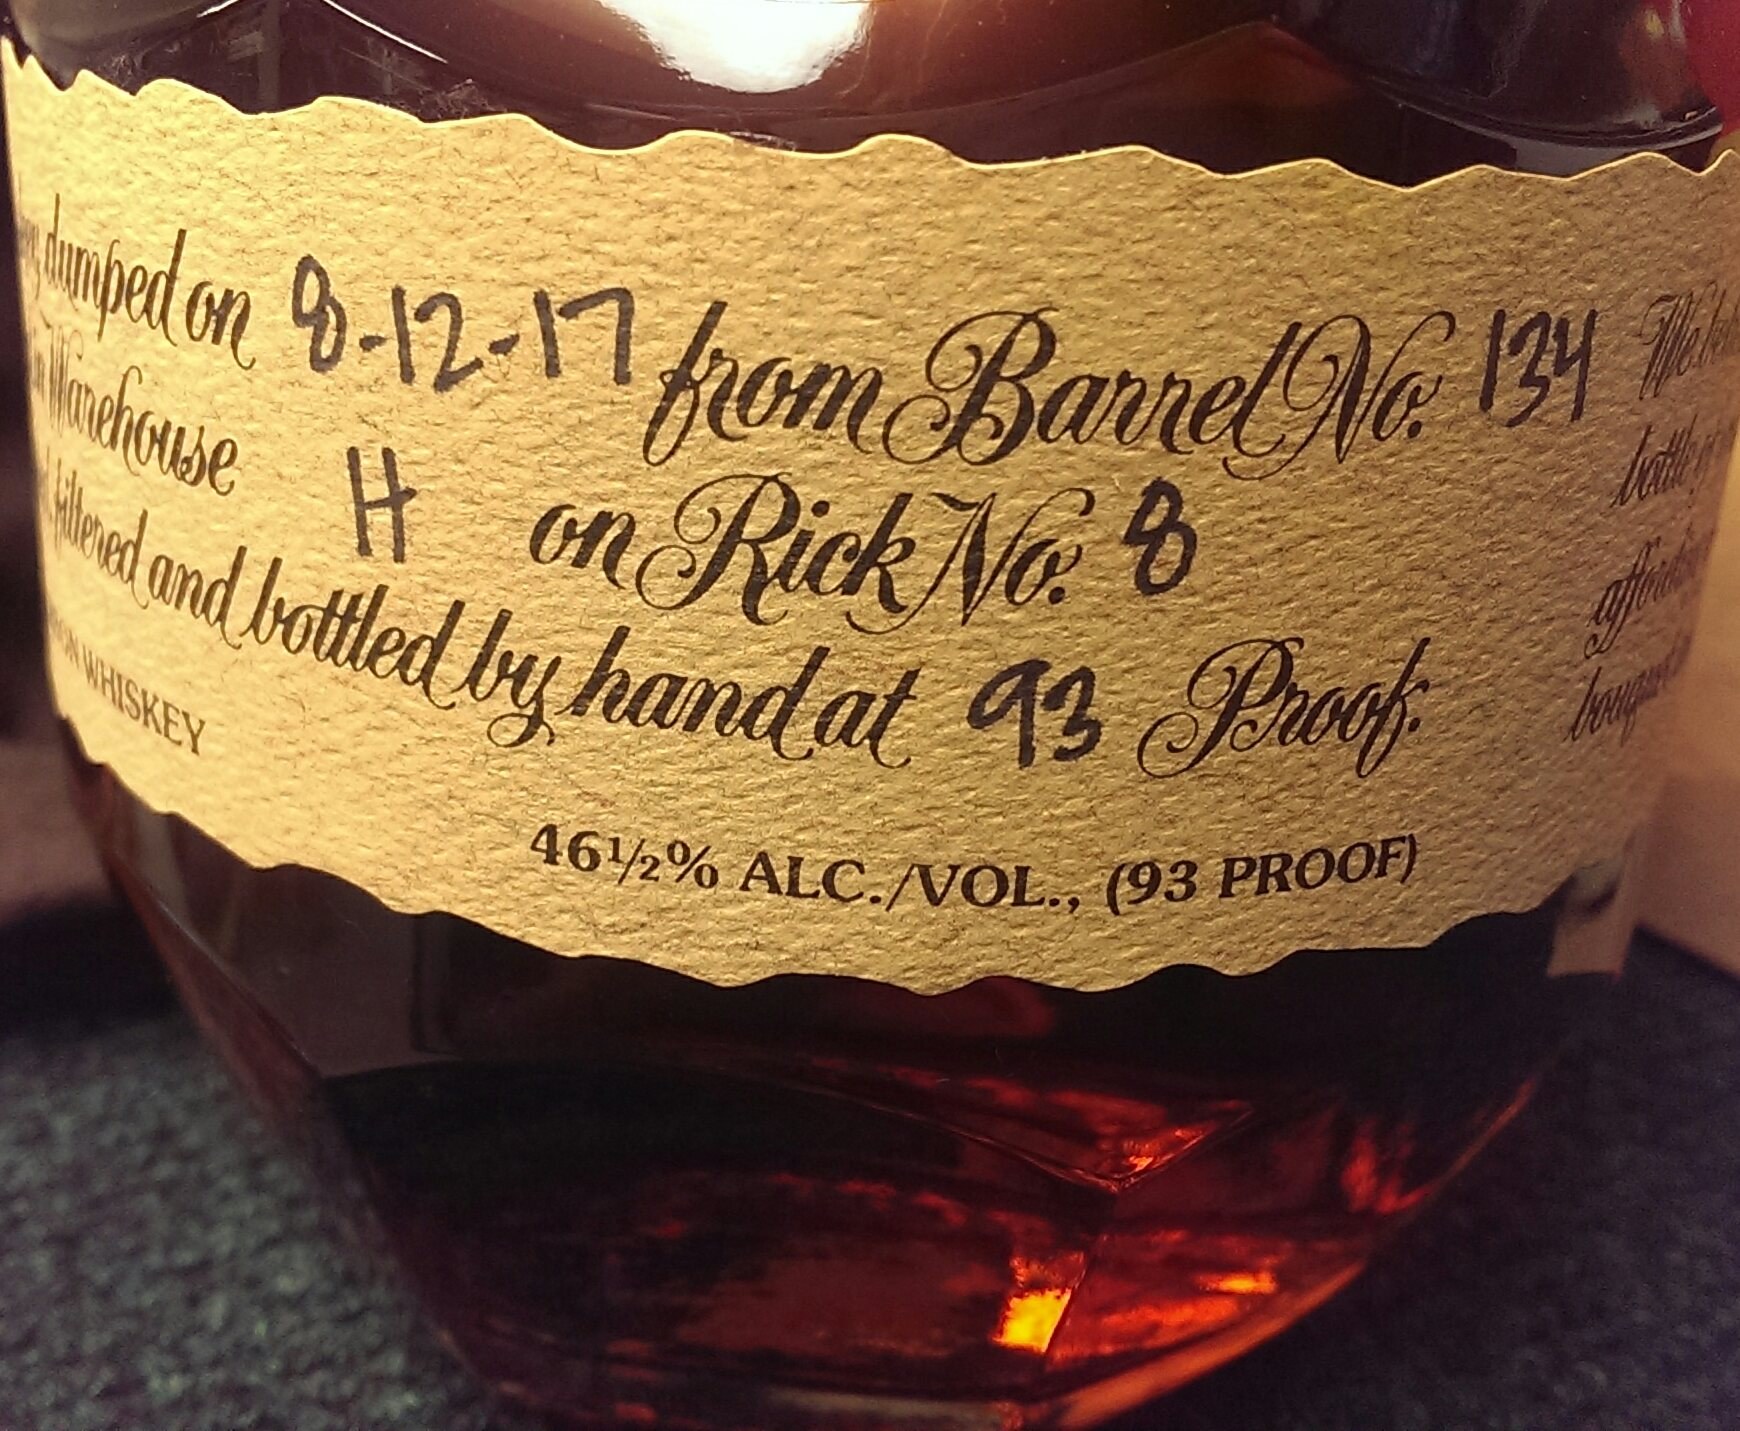 dumped on 8-12-17 from Barrel No. 134
Warehouse H on Rick No. 8
filtered and bottled by hand at 93 Proof.
WHISKEY
46½% ALC./VOL., (93 PROOF)